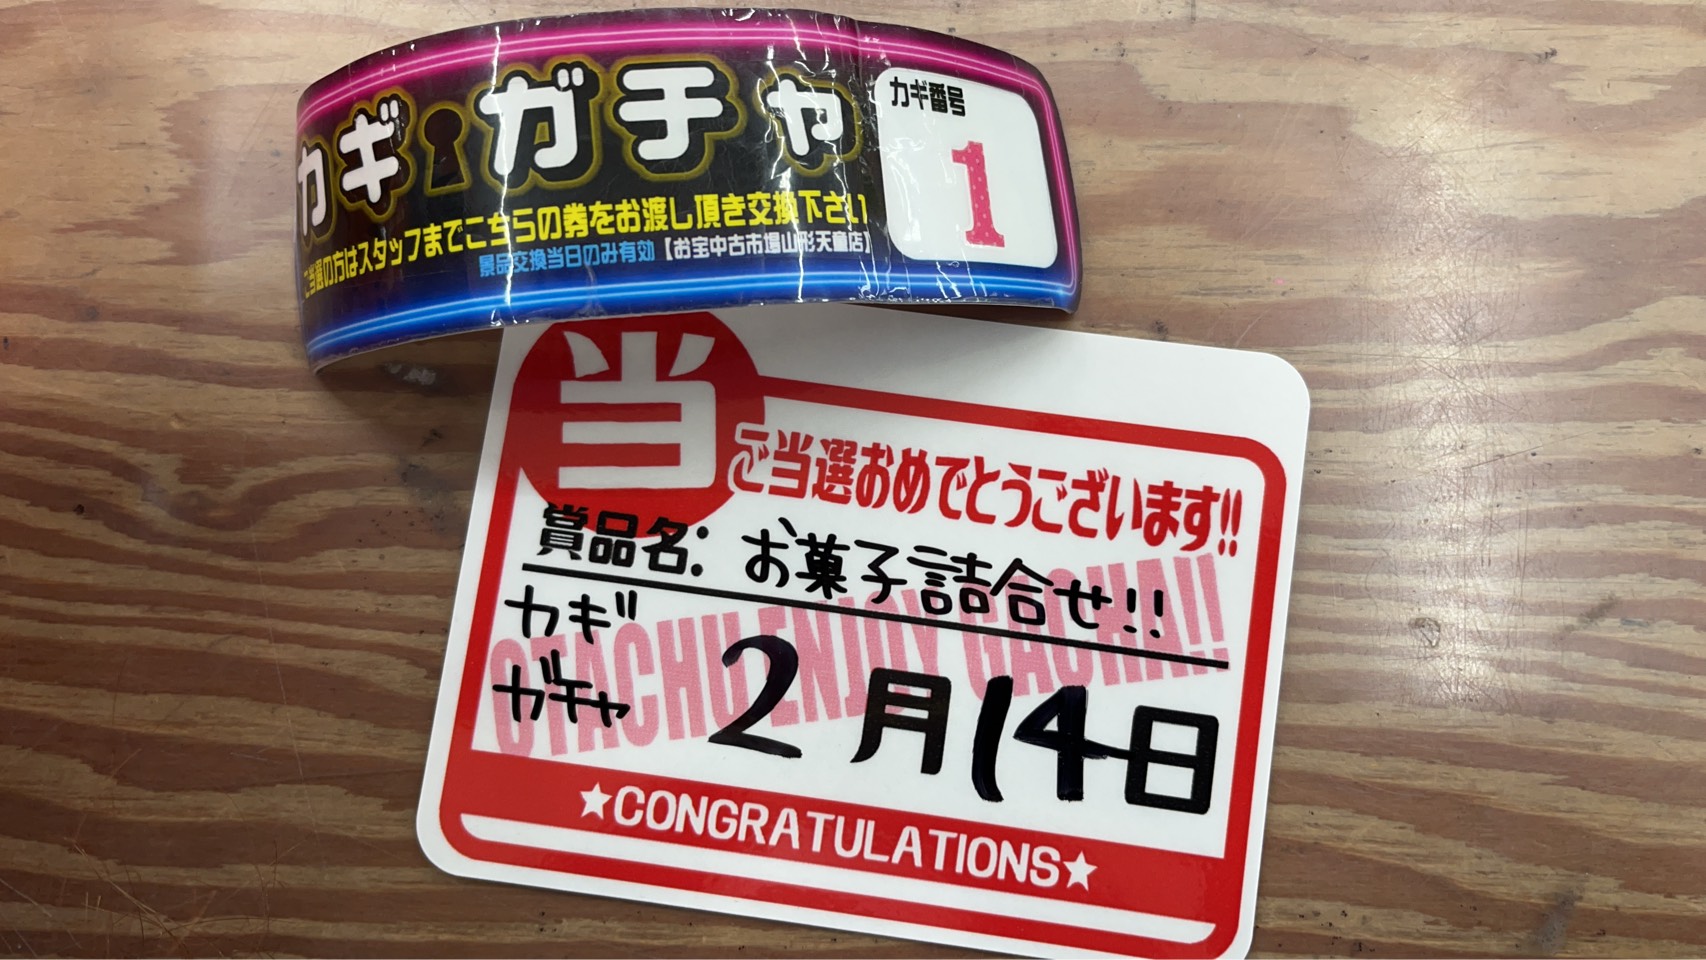 カギガチャ
カギ番号
1
ご当選の方はスタッフまでこちらの券をお渡し頂き交換下さい
景品交換当日のみ有効【お宝中古市場山形天童店】
当
ご当選おめでとうございます!!
賞品名: お菓子詰合せ!!
OTACHU ENJOY GACHA!!
カギ
ガチャ
2月14日
★CONGRATULATIONS★